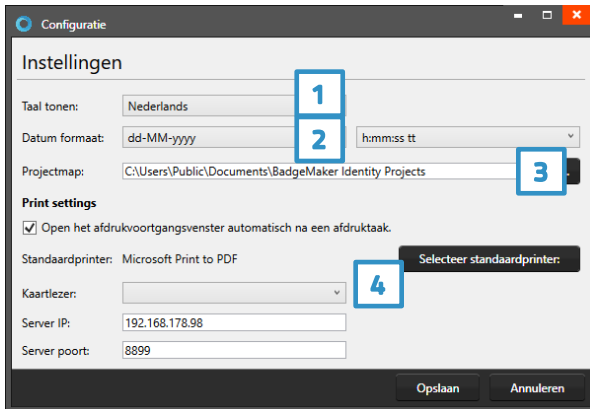 Configuratie
Instellingen
Taal tonen: Nederlands 1
Datum formaat: dd-MM-yyyy 2 h:mm:ss tt
Projectmap: C:\Users\Public\Documents\BadgeMaker Identity Projects 3
Print settings
Open het afdrukvoortgangsvenster automatisch na een afdruktaak.
Standaardprinter: Microsoft Print to PDF Selecteer standaardprinter:
Kaartlezer: 4
Server IP: 192.168.178.98
Server poort: 8899
Opslaan Annuleren